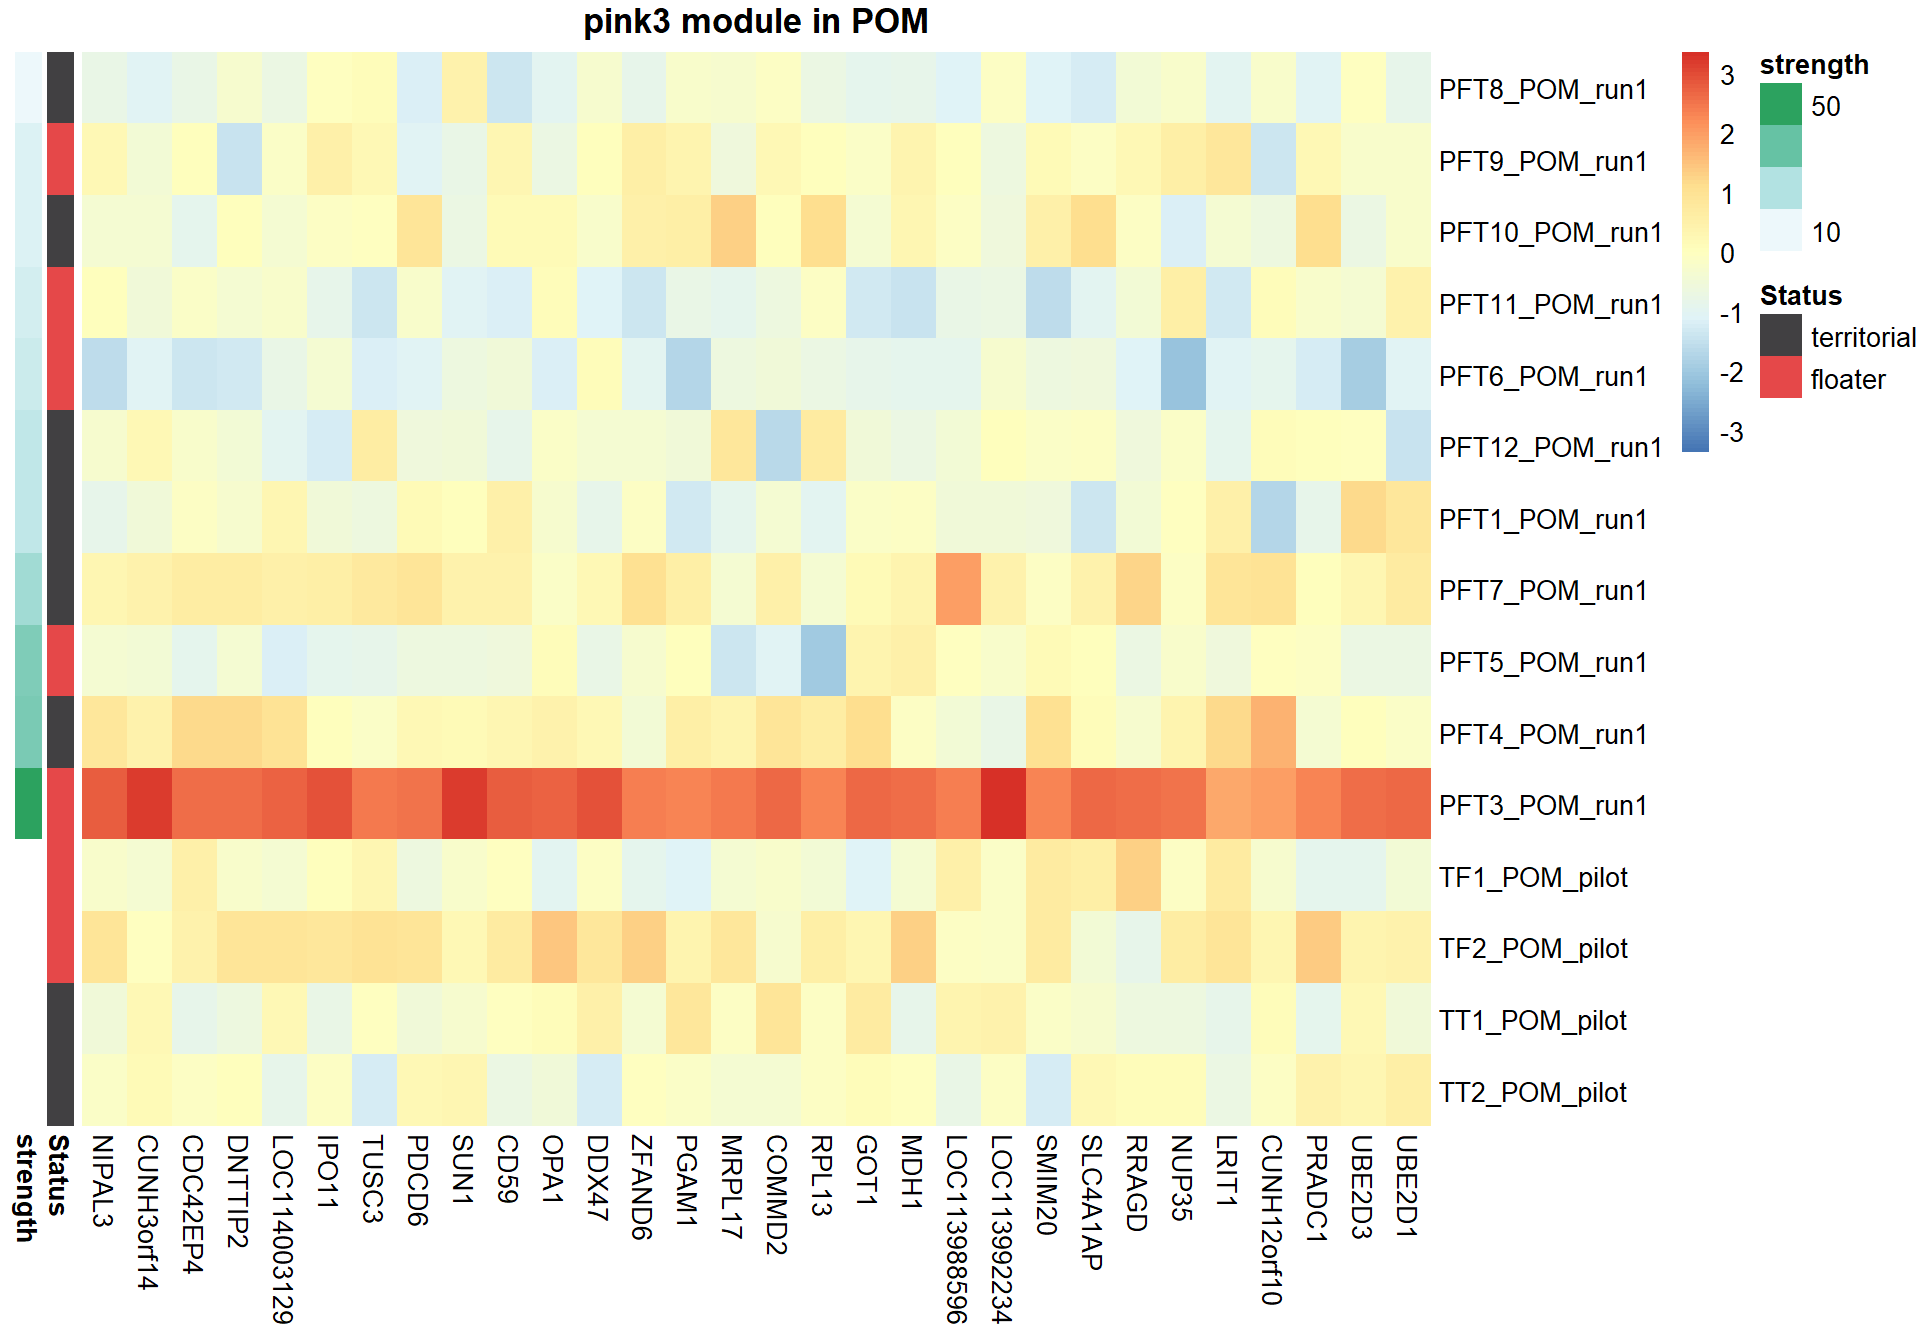 pink3 module in POM
PFT8_POM_run1
PFT9_POM_run1
PFT10_POM_run1
PFT11_POM_run1
PFT6_POM_run1
PFT12_POM_run1
PFT1_POM_run1
PFT7_POM_run1
PFT5_POM_run1
PFT4_POM_run1
PFT3_POM_run1
TF1_POM_pilot
TF2_POM_pilot
TT1_POM_pilot
TT2_POM_pilot
3
2
1
0
-1
-2
-3
strength
50
10
Status
territorial
floater
strength
Status
NIPAL3
CUNH3orf14
CDC42EP4
DNTTIP2
LOC114003129
IPO11
TUSC3
PDCD6
SUN1
CD59
OPA1
DDX47
ZFAND6
PGAM1
MRPL17
COMMD2
RPL13
GOT1
MDH1
LOC113988596
LOC113992234
SMIM20
SLC4A1AP
RRAGD
NUP35
LRIT1
CUNH12orf10
PRADC1
UBE2D3
UBE2D1